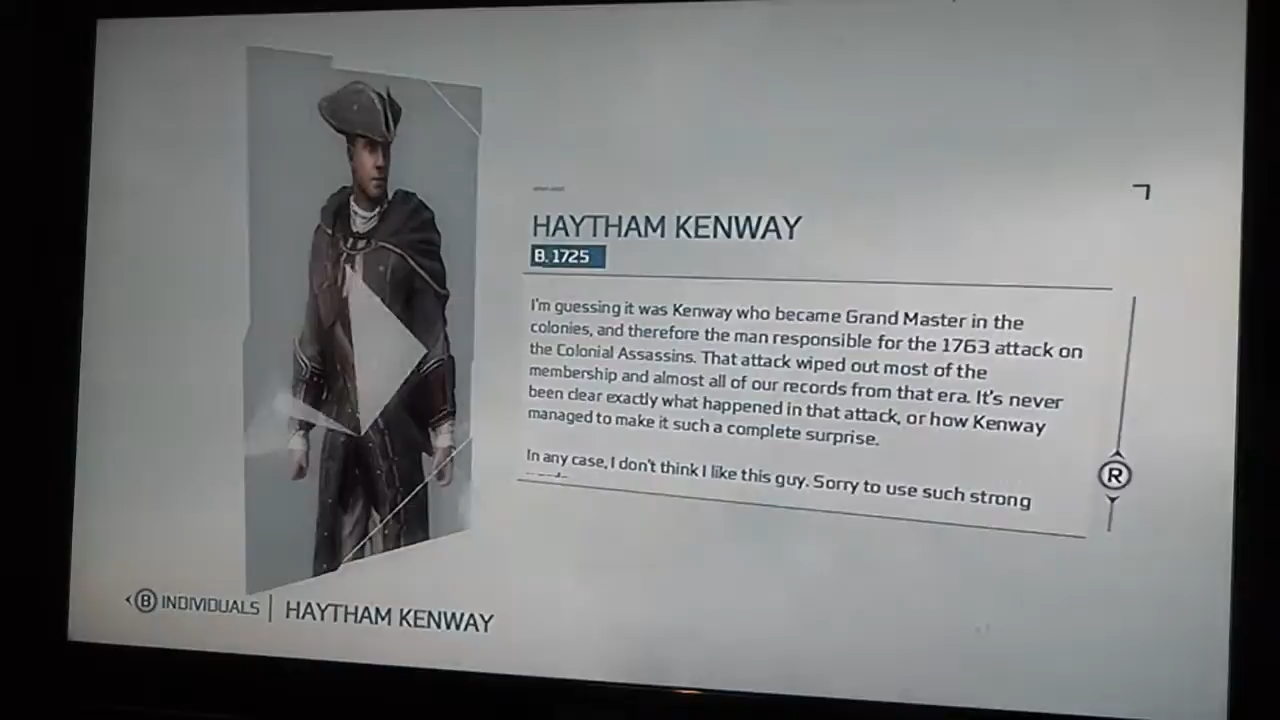 HAYTHAM KENWAY
B. 1725
I'm guessing it was Kenway who became Grand Master in the
colonies, and therefore the man responsible for the 1763 attack on
the Colonial Assassins. That attack wiped out most of the
membership and almost all of our records from that era. It's never
been clear exactly what happened in that attack, or how Kenway
managed to make it such a complete surprise.
In any case, I don't think I like this guy. Sorry to use such strong
R
B INDIVIDUALS | HAYTHAM KENWAY